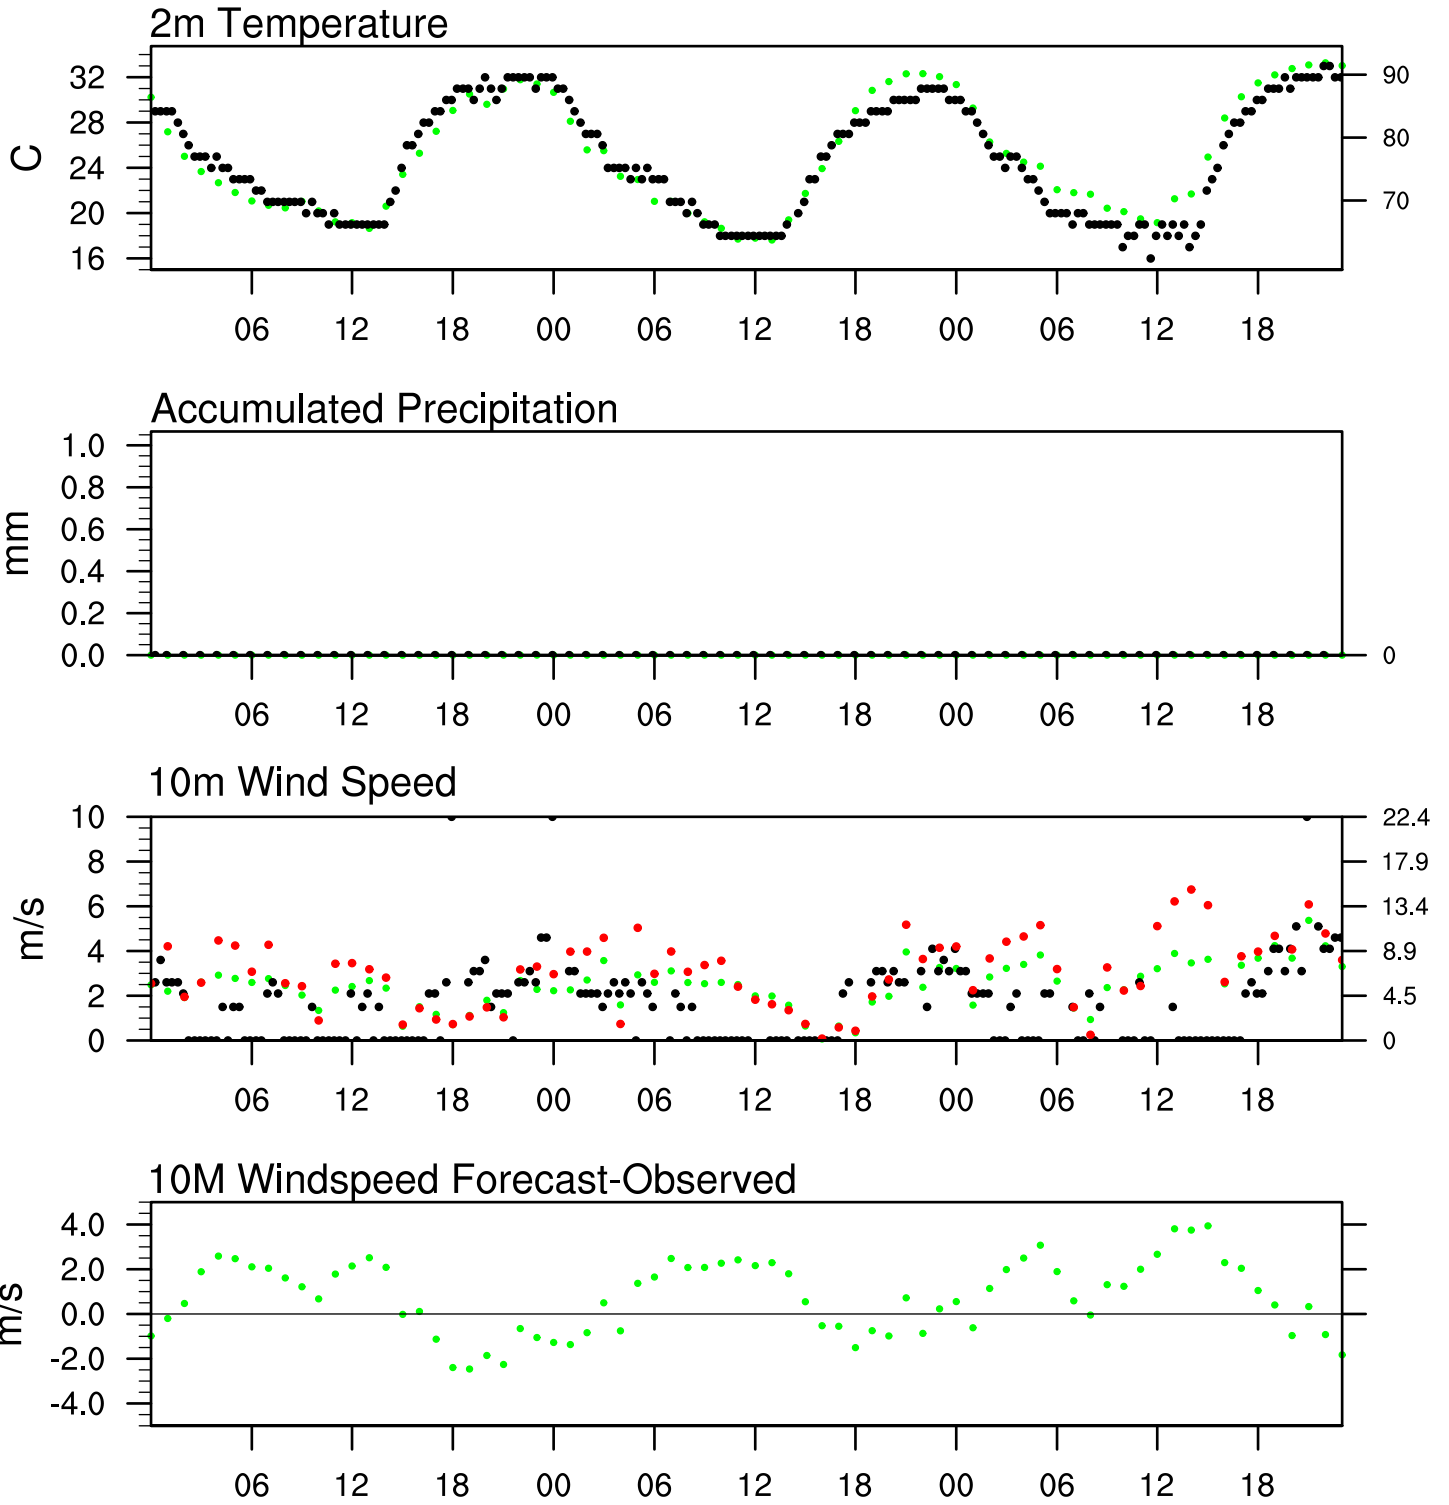 2m Temperature
C
32
28
24
20
16
90
80
70
06 12 18 00 06 12 18 00 06 12 18
Accumulated Precipitation
mm
1.0
0.8
0.6
0.4
0.2
0.0
0
06 12 18 00 06 12 18 00 06 12 18
10m Wind Speed
m/s
10
8
6
4
2
0
22.4
17.9
13.4
8.9
4.5
0
06 12 18 00 06 12 18 00 06 12 18
10M Windspeed Forecast-Observed
m/s
4.0
2.0
0.0
-2.0
-4.0
06 12 18 00 06 12 18 00 06 12 18